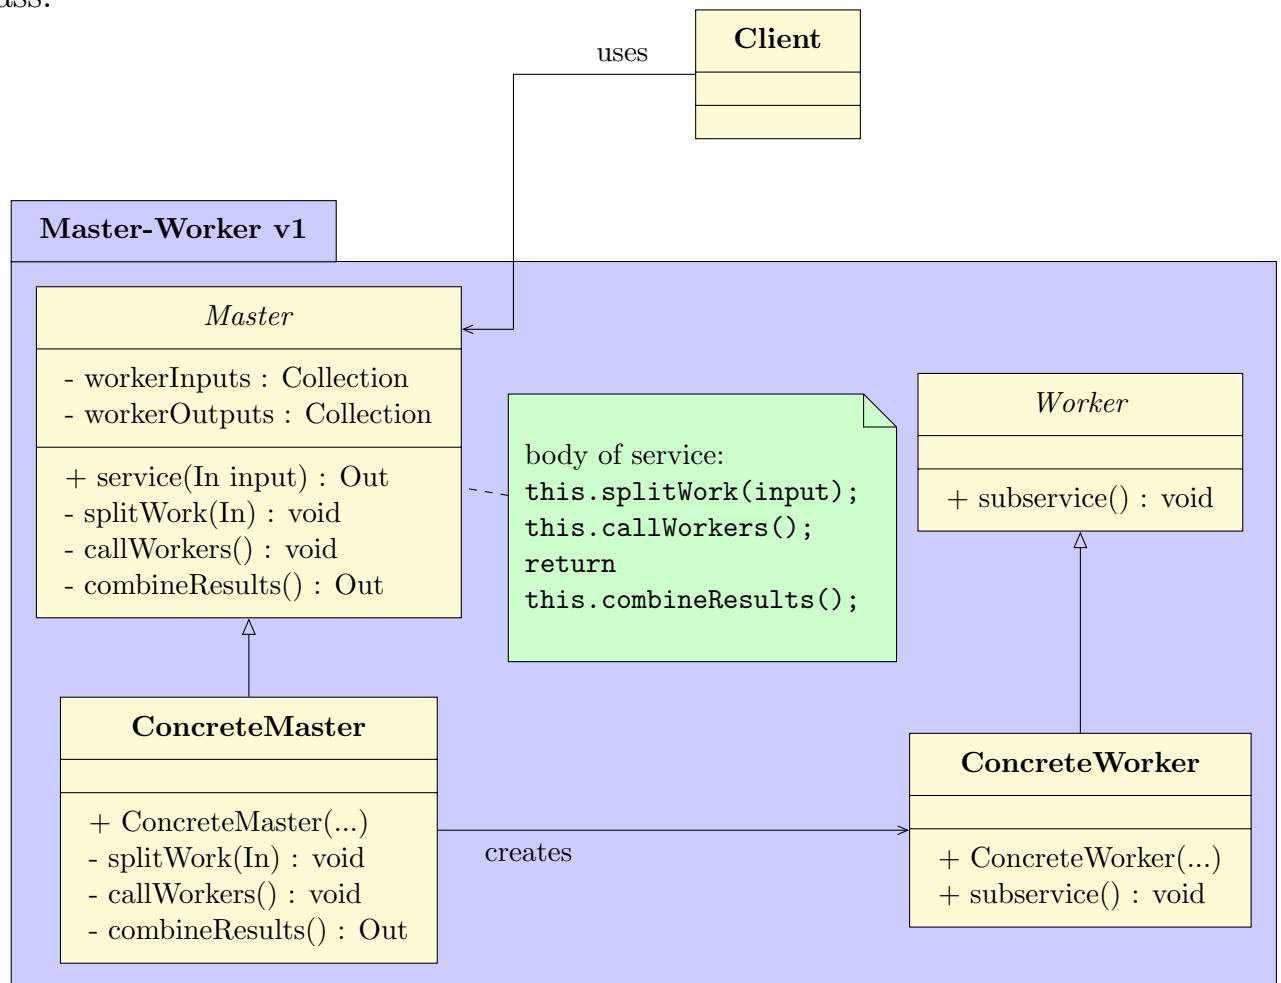 Client
uses
Master-Worker v1
Master
- workerInputs : Collection
- workerOutputs : Collection
+ service(In input) : Out
- splitWork(In) : void
- callWorkers() : void
- combineResults() : Out
body of service:
this.splitWork(input);
this.callWorkers();
return
this.combineResults();
Worker
+ subservice() : void
ConcreteMaster
+ ConcreteMaster(...)
- splitWork(In) : void
- callWorkers() : void
- combineResults() : Out
creates
ConcreteWorker
+ ConcreteWorker(...)
+ subservice() : void